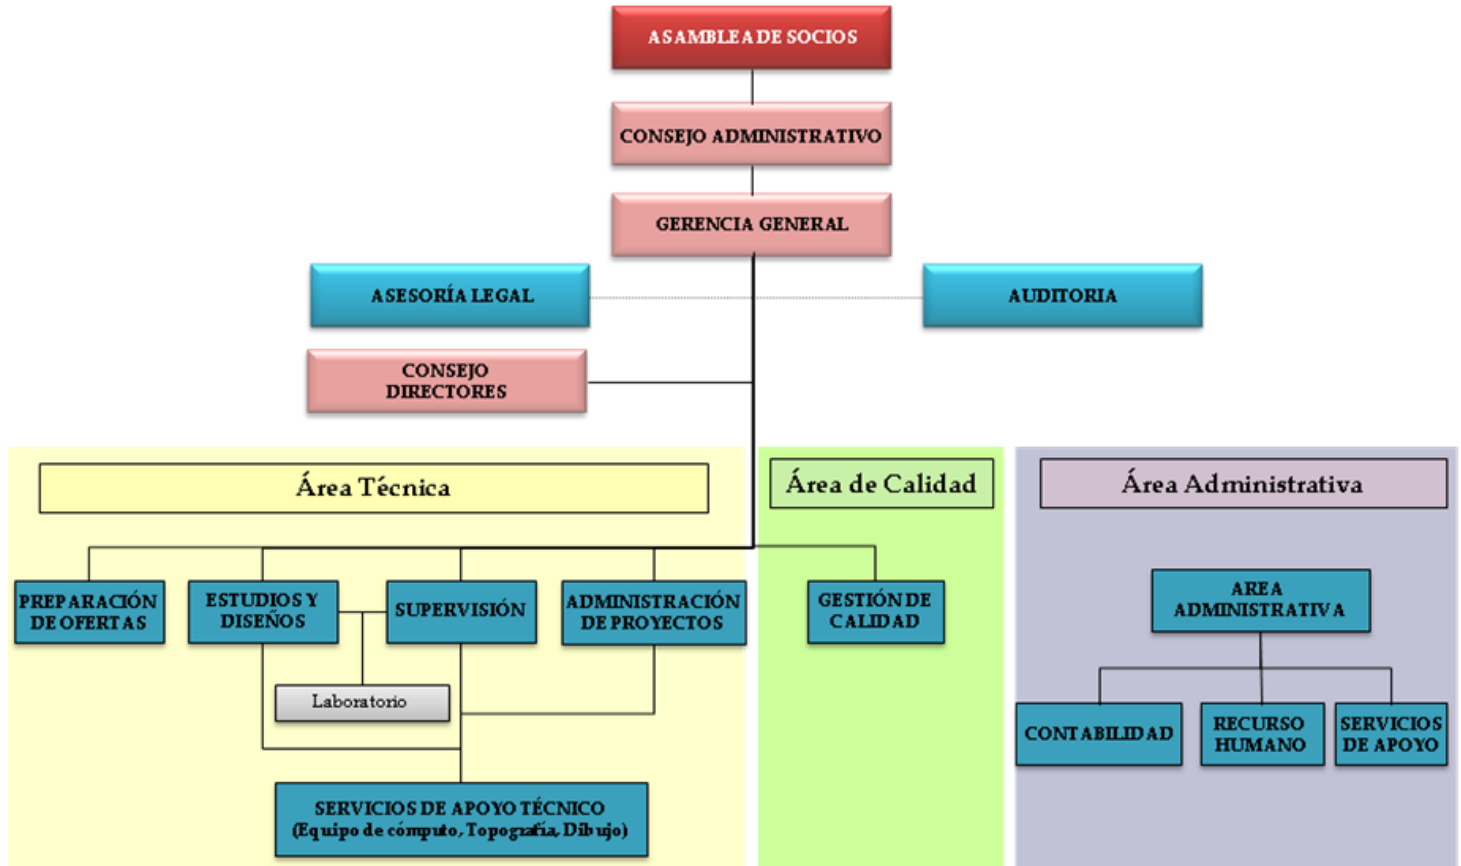 ASAMBLEA DE SOCIOS
CONSEJO ADMINISTRATIVO
GERENCIA GENERAL
ASESORÍA LEGAL
AUDITORIA
CONSEJO
DIRECTORES
Área Técnica
Área de Calidad
Área Administrativa
PREPARACIÓN
DE OFERTAS
ESTUDIOS Y
DISEÑOS
SUPERVISIÓN
ADMINISTRACIÓN
DE PROYECTOS
GESTIÓN DE
CALIDAD
AREA
ADMINISTRATIVA
Laboratorio
CONTABILIDAD
RECURSO
HUMANO
SERVICIOS
DE APOYO
SERVICIOS DE APOYO TÉCNICO
(Equipo de cómputo, Topografía, Dibujo)